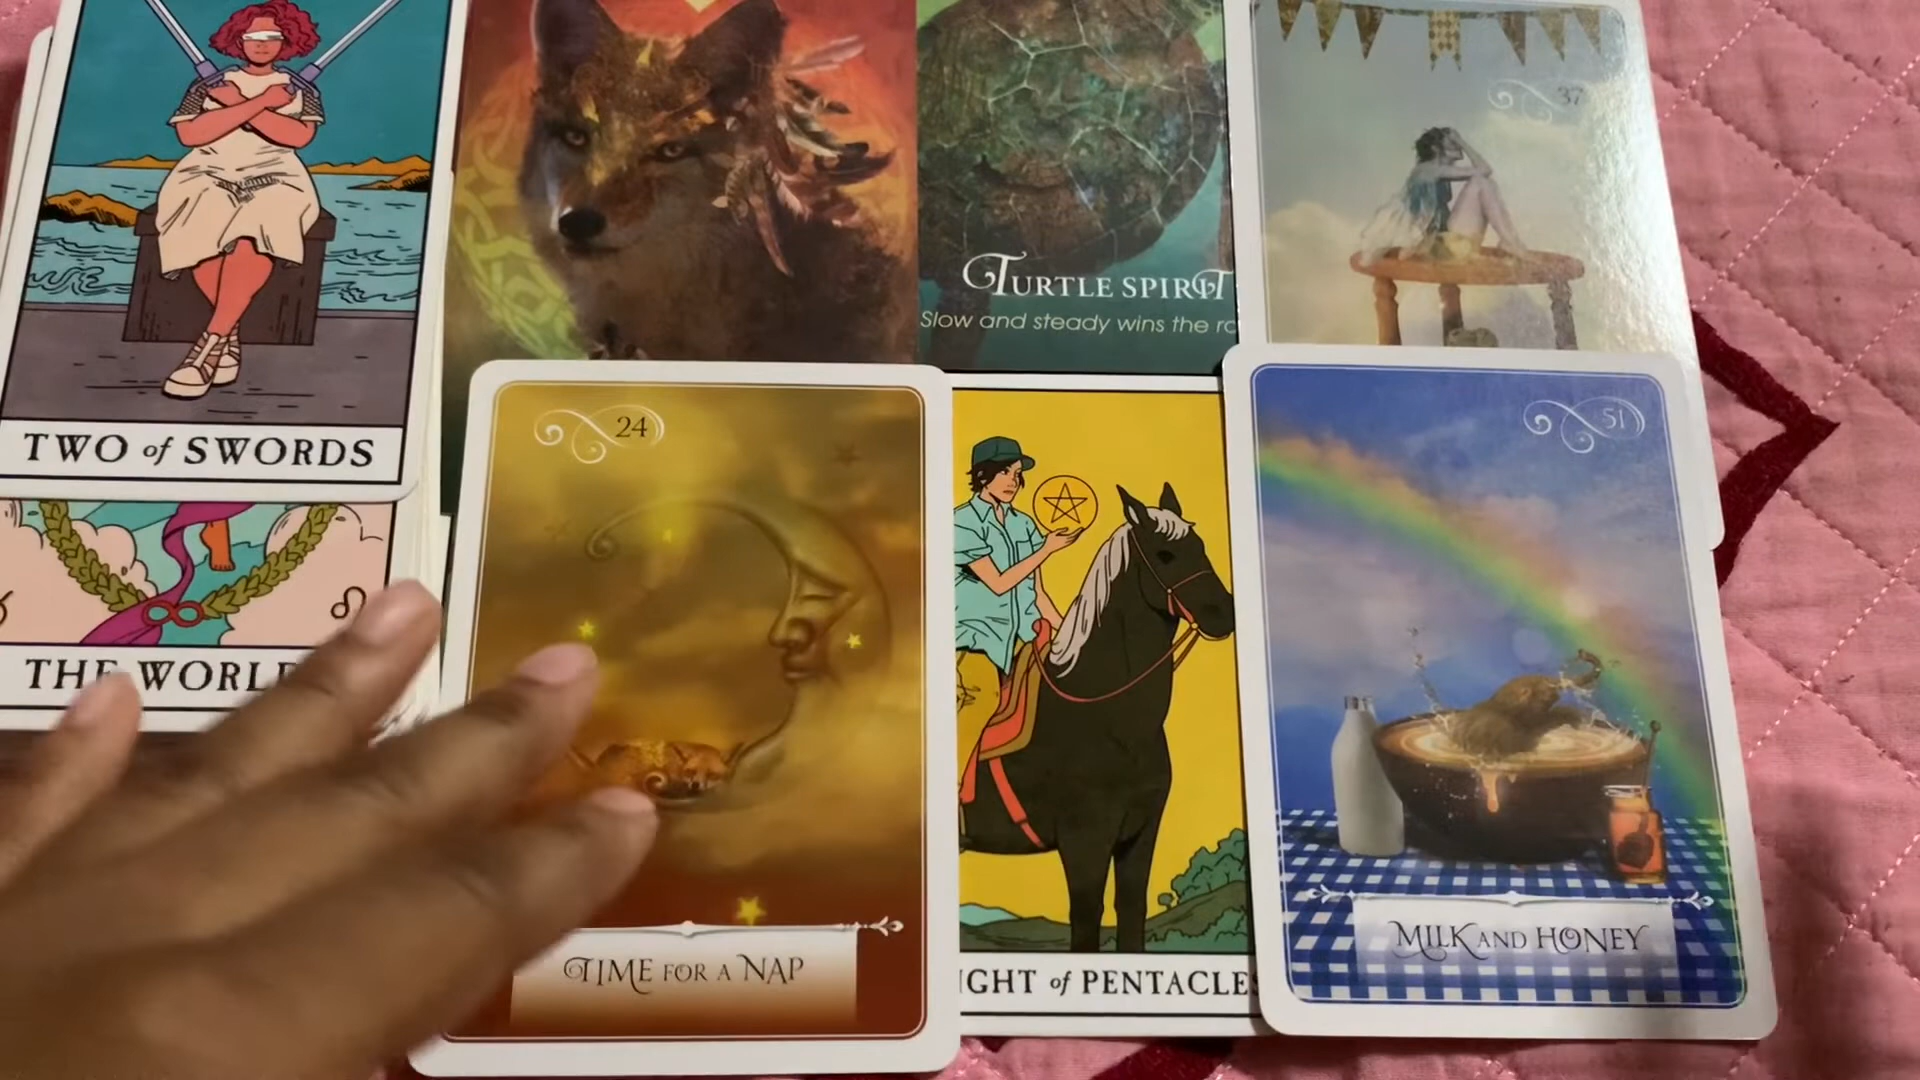 37
TURTLE SPIRIT
Slow and steady wins the
TWO of SWORDS
24
51
THE WORL
TIME FOR A NAP
IGHT of PENTACLES
MILK AND HONEY